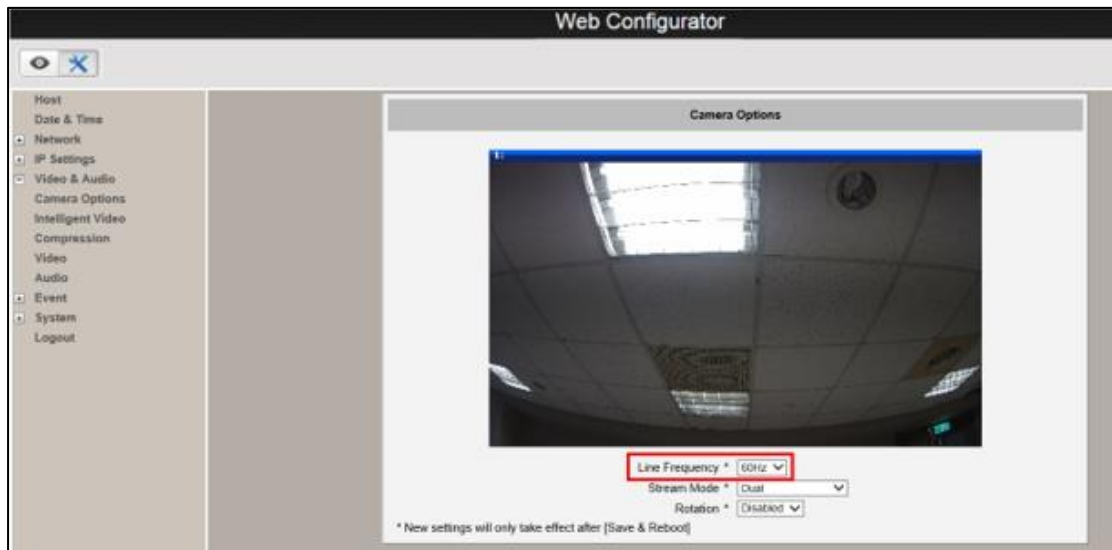 Web Configurator
Host
Date & Time
Network
IP Settings
Video & Audio
Camera Options
Intelligent Video
Compression
Video
Audio
Event
System
Logout
Camera Options
Line Frequency * 60Hz
Stream Mode * Dual
Rotation * Disabled
* New settings will only take effect after [Save & Reboot]